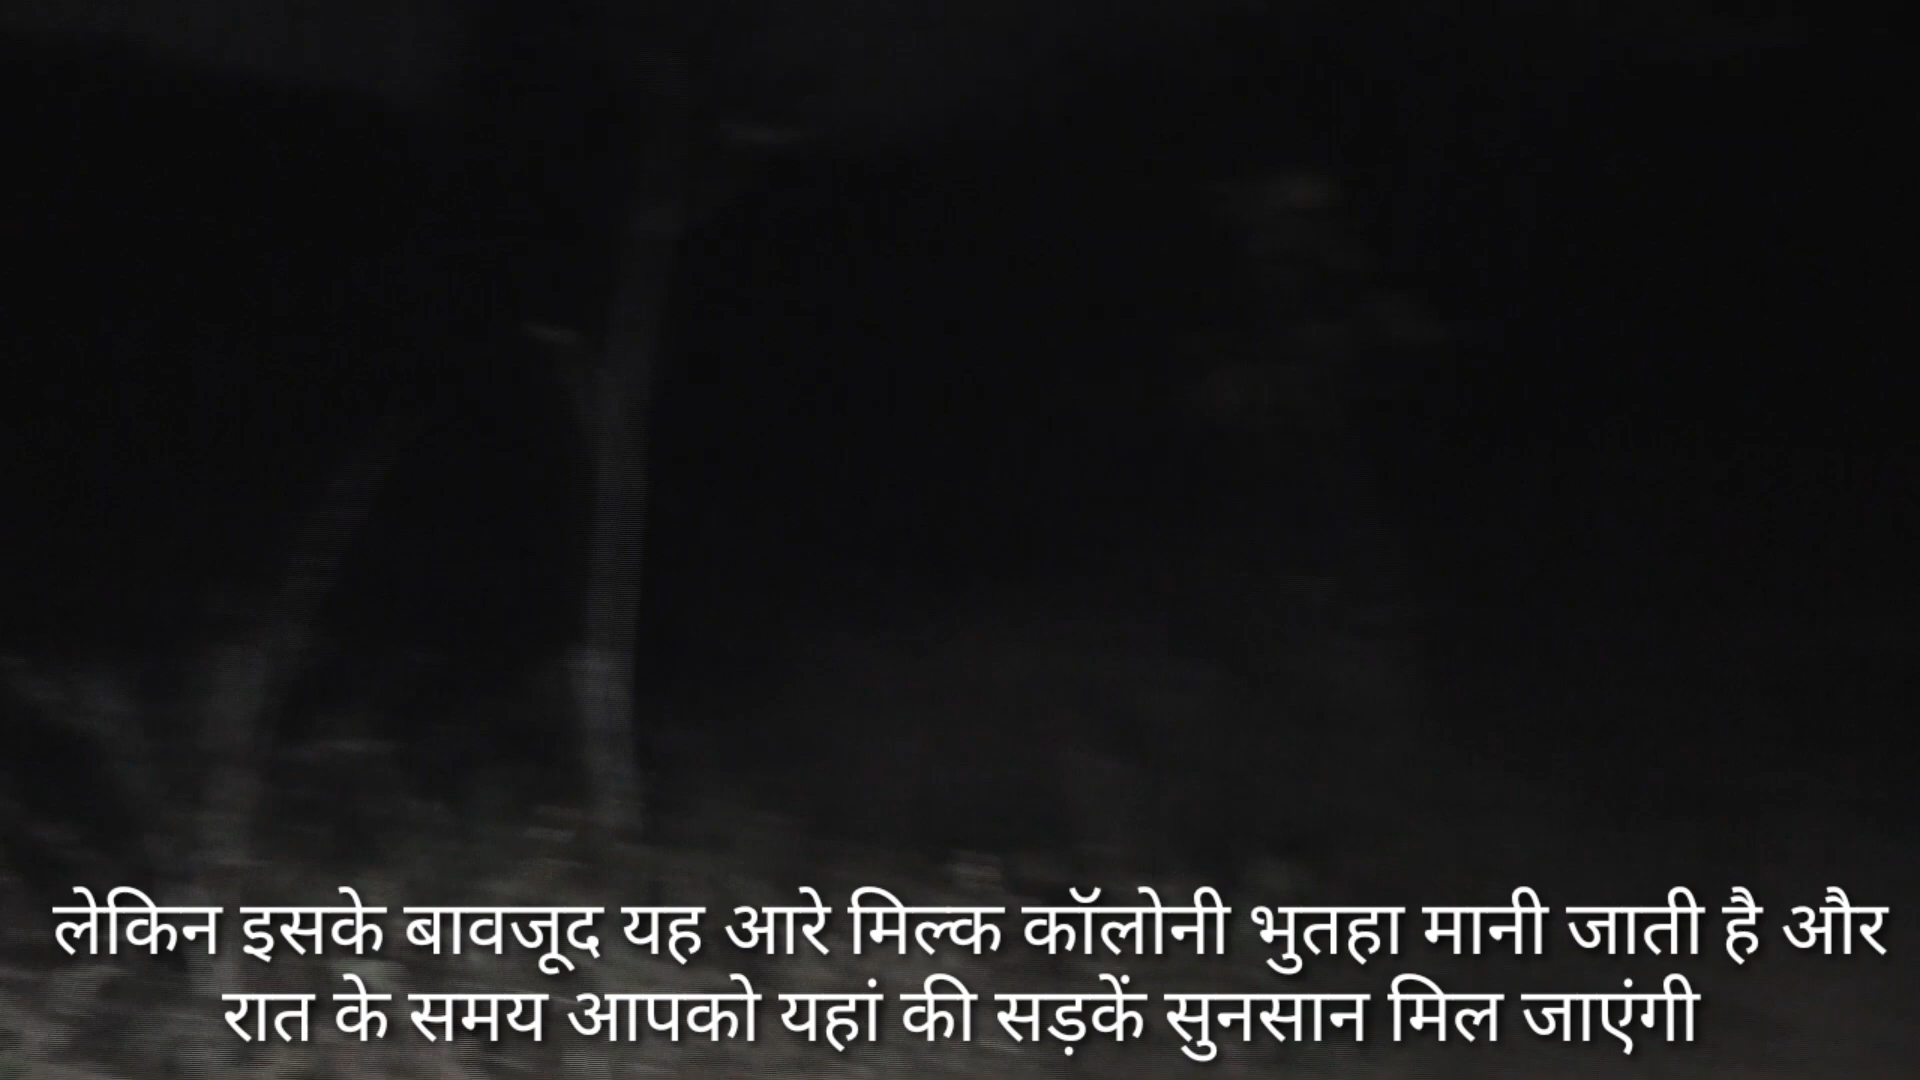 लेकिन इसके बावजूद यह आरे मिल्क कॉलोनी भुतहा मानी जाती है और
रात के समय आपको यहां की सड़कें सुनसान मिल जाएंगी